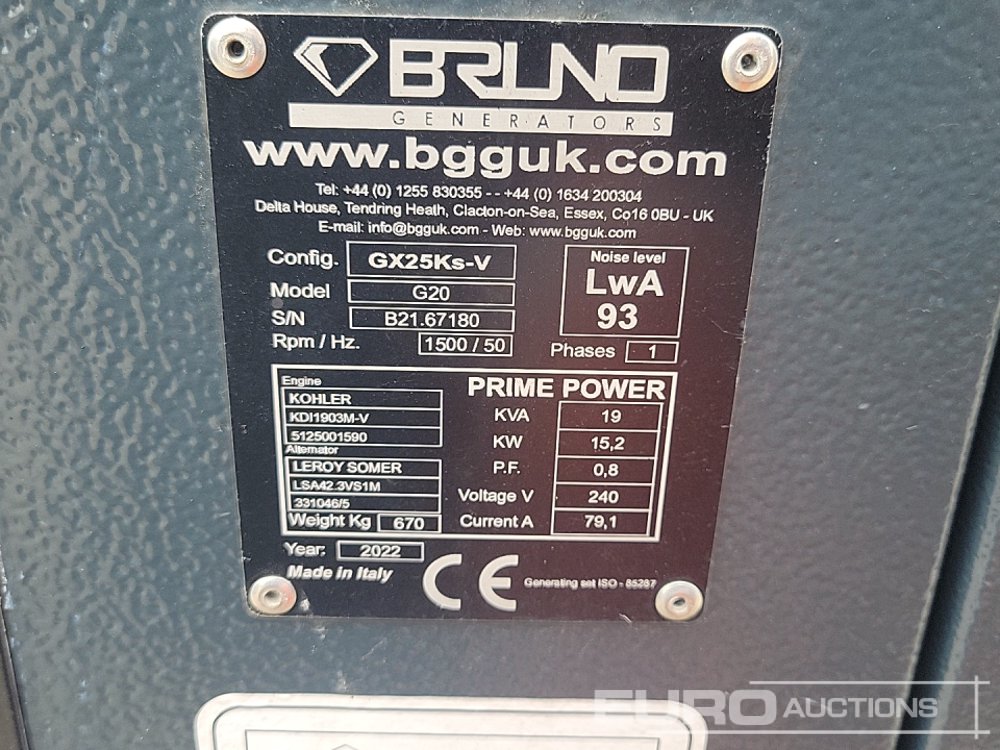 BRUNO
GENERATORS
www.bgguk.com
Tel: +44 (0) 1255 830355 - - +44 (0) 1634 200304
Delta House, Tendring Heath, Clacton-on-Sea, Essex, Co16 0BU - UK
E-mail: info@bgguk.com - Web: www.bgguk.com
Config. GX25Ks-V
Model G20
S/N B21.67180
Rpm / Hz. 1500 / 50
Noise level
LwA
93
Phases 1
Engine
KOHLER
KDI1903M-V
5125001590
Alternator
LEROY SOMER
LSA42.3VS1M
331046/5
Weight Kg 670
PRIME POWER
KVA 19
KW 15,2
P.F. 0,8
Voltage V 240
Current A 79,1
Year: 2022
Made in Italy
CE
Generating set ISO - 85287
EURO AUCTIONS